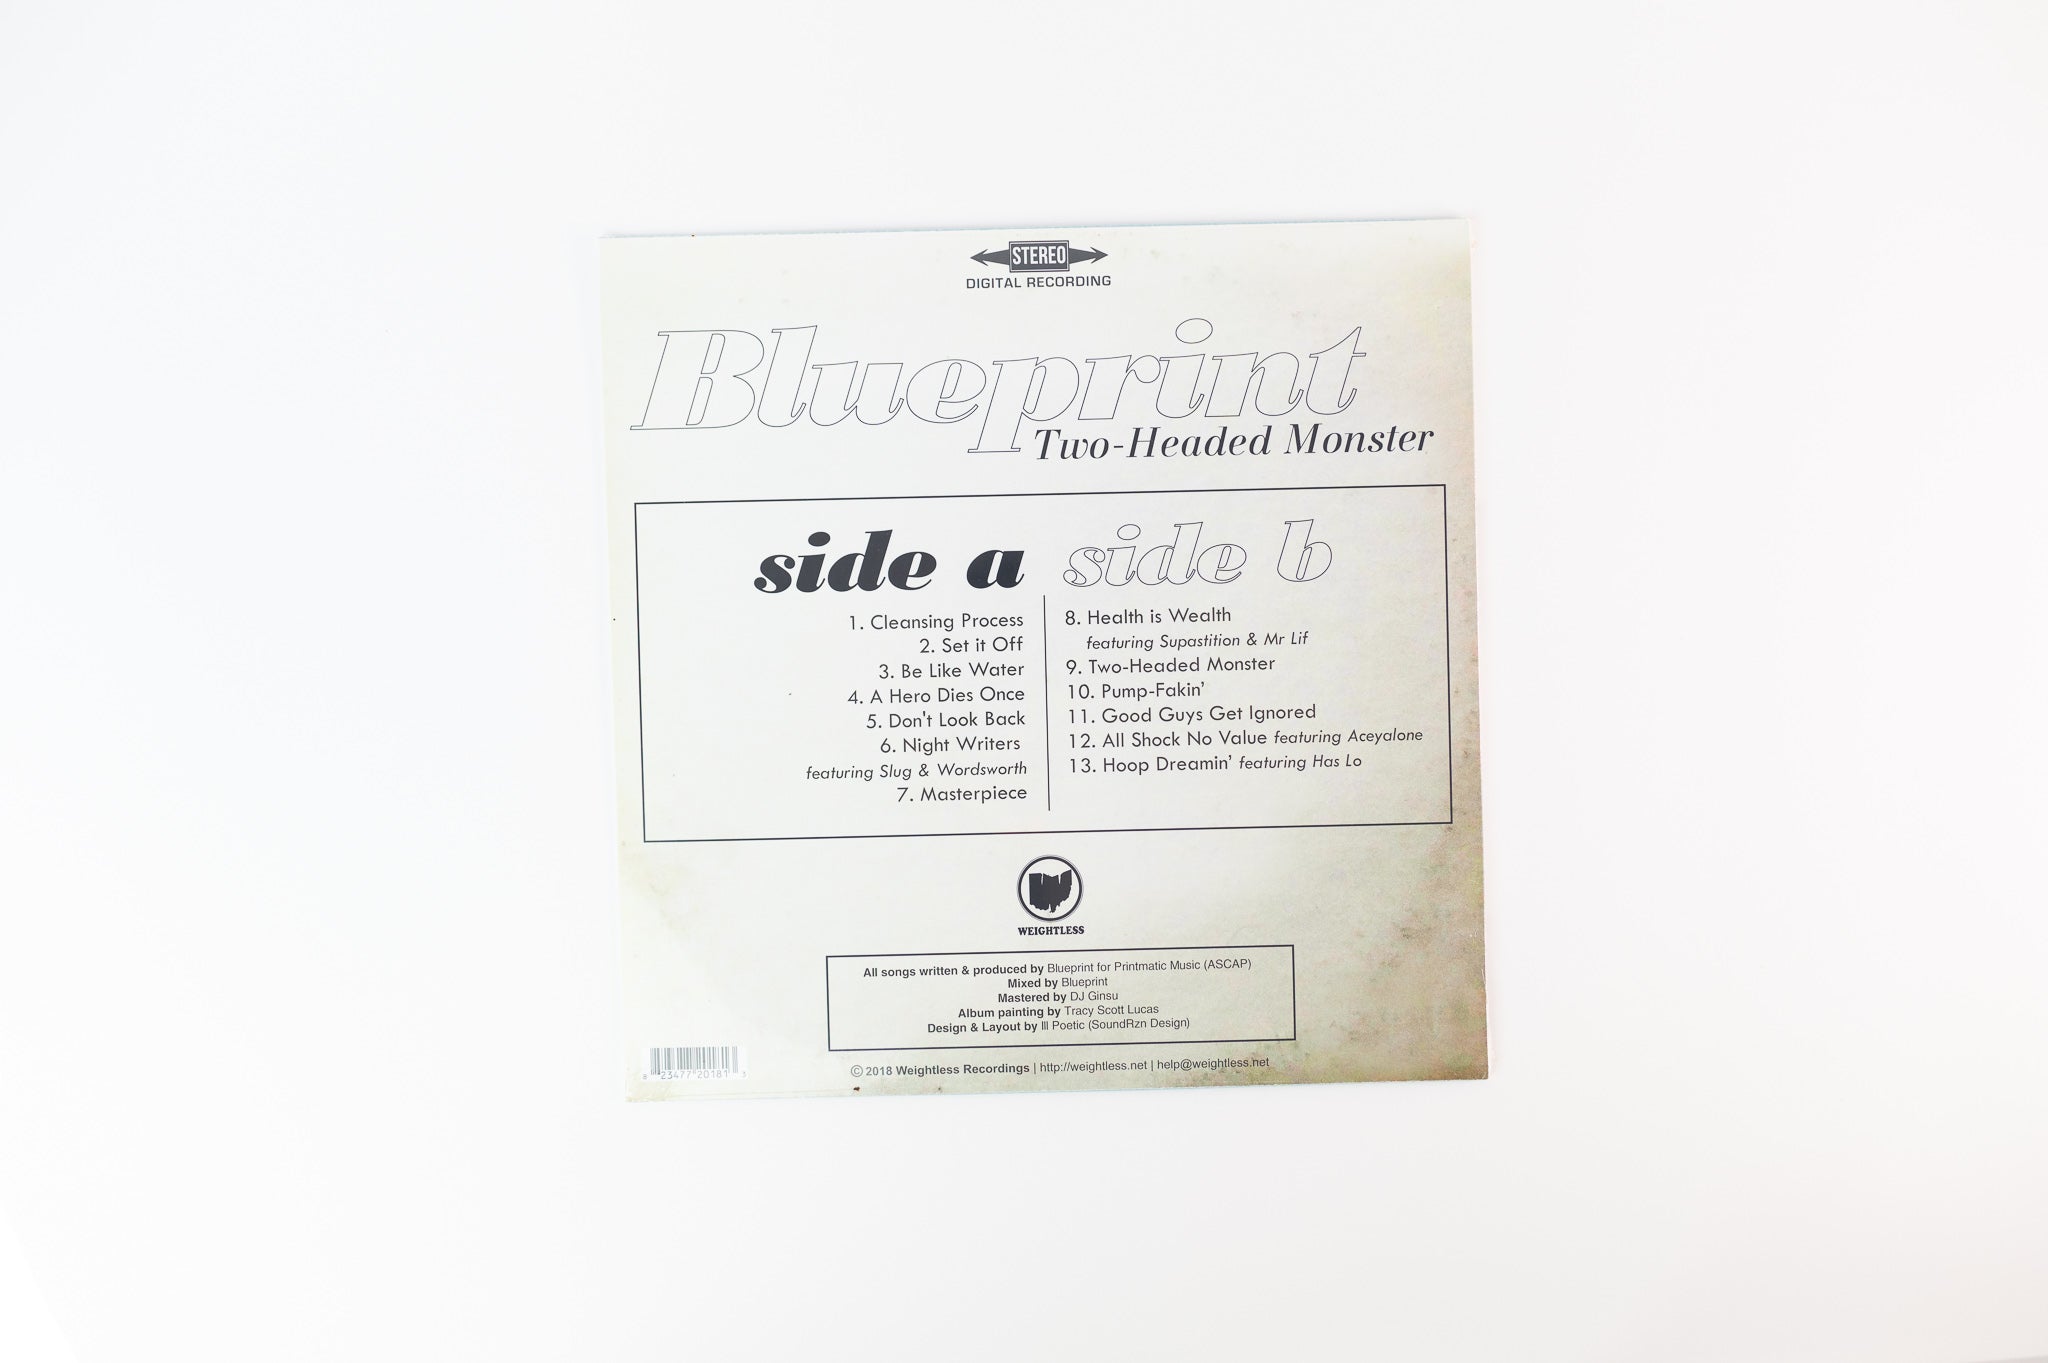 STEREO
DIGITAL RECORDING
Blueprint
Two-Headed Monster
side a
1. Cleansing Process
2. Set it Off
3. Be Like Water
4. A Hero Dies Once
5. Don't Look Back
6. Night Writers
featuring Slug & Wordsworth
7. Masterpiece
side b
8. Health is Wealth
featuring Supastition & Mr Lif
9. Two-Headed Monster
10. Pump-Fakin'
11. Good Guys Get Ignored
12. All Shock No Value featuring Aceyalone
13. Hoop Dreamin' featuring Has Lo
WEIGHTLESS
All songs written & produced by Blueprint for Printmatic Music (ASCAP)
Mixed by Blueprint
Mastered by DJ Ginsu
Album painting by Tracy Scott Lucas
Design & Layout by Ill Poetic (SoundRzn Design)
8 23477 20181 3
© 2018 Weightless Recordings | http://weightless.net | help@weightless.net